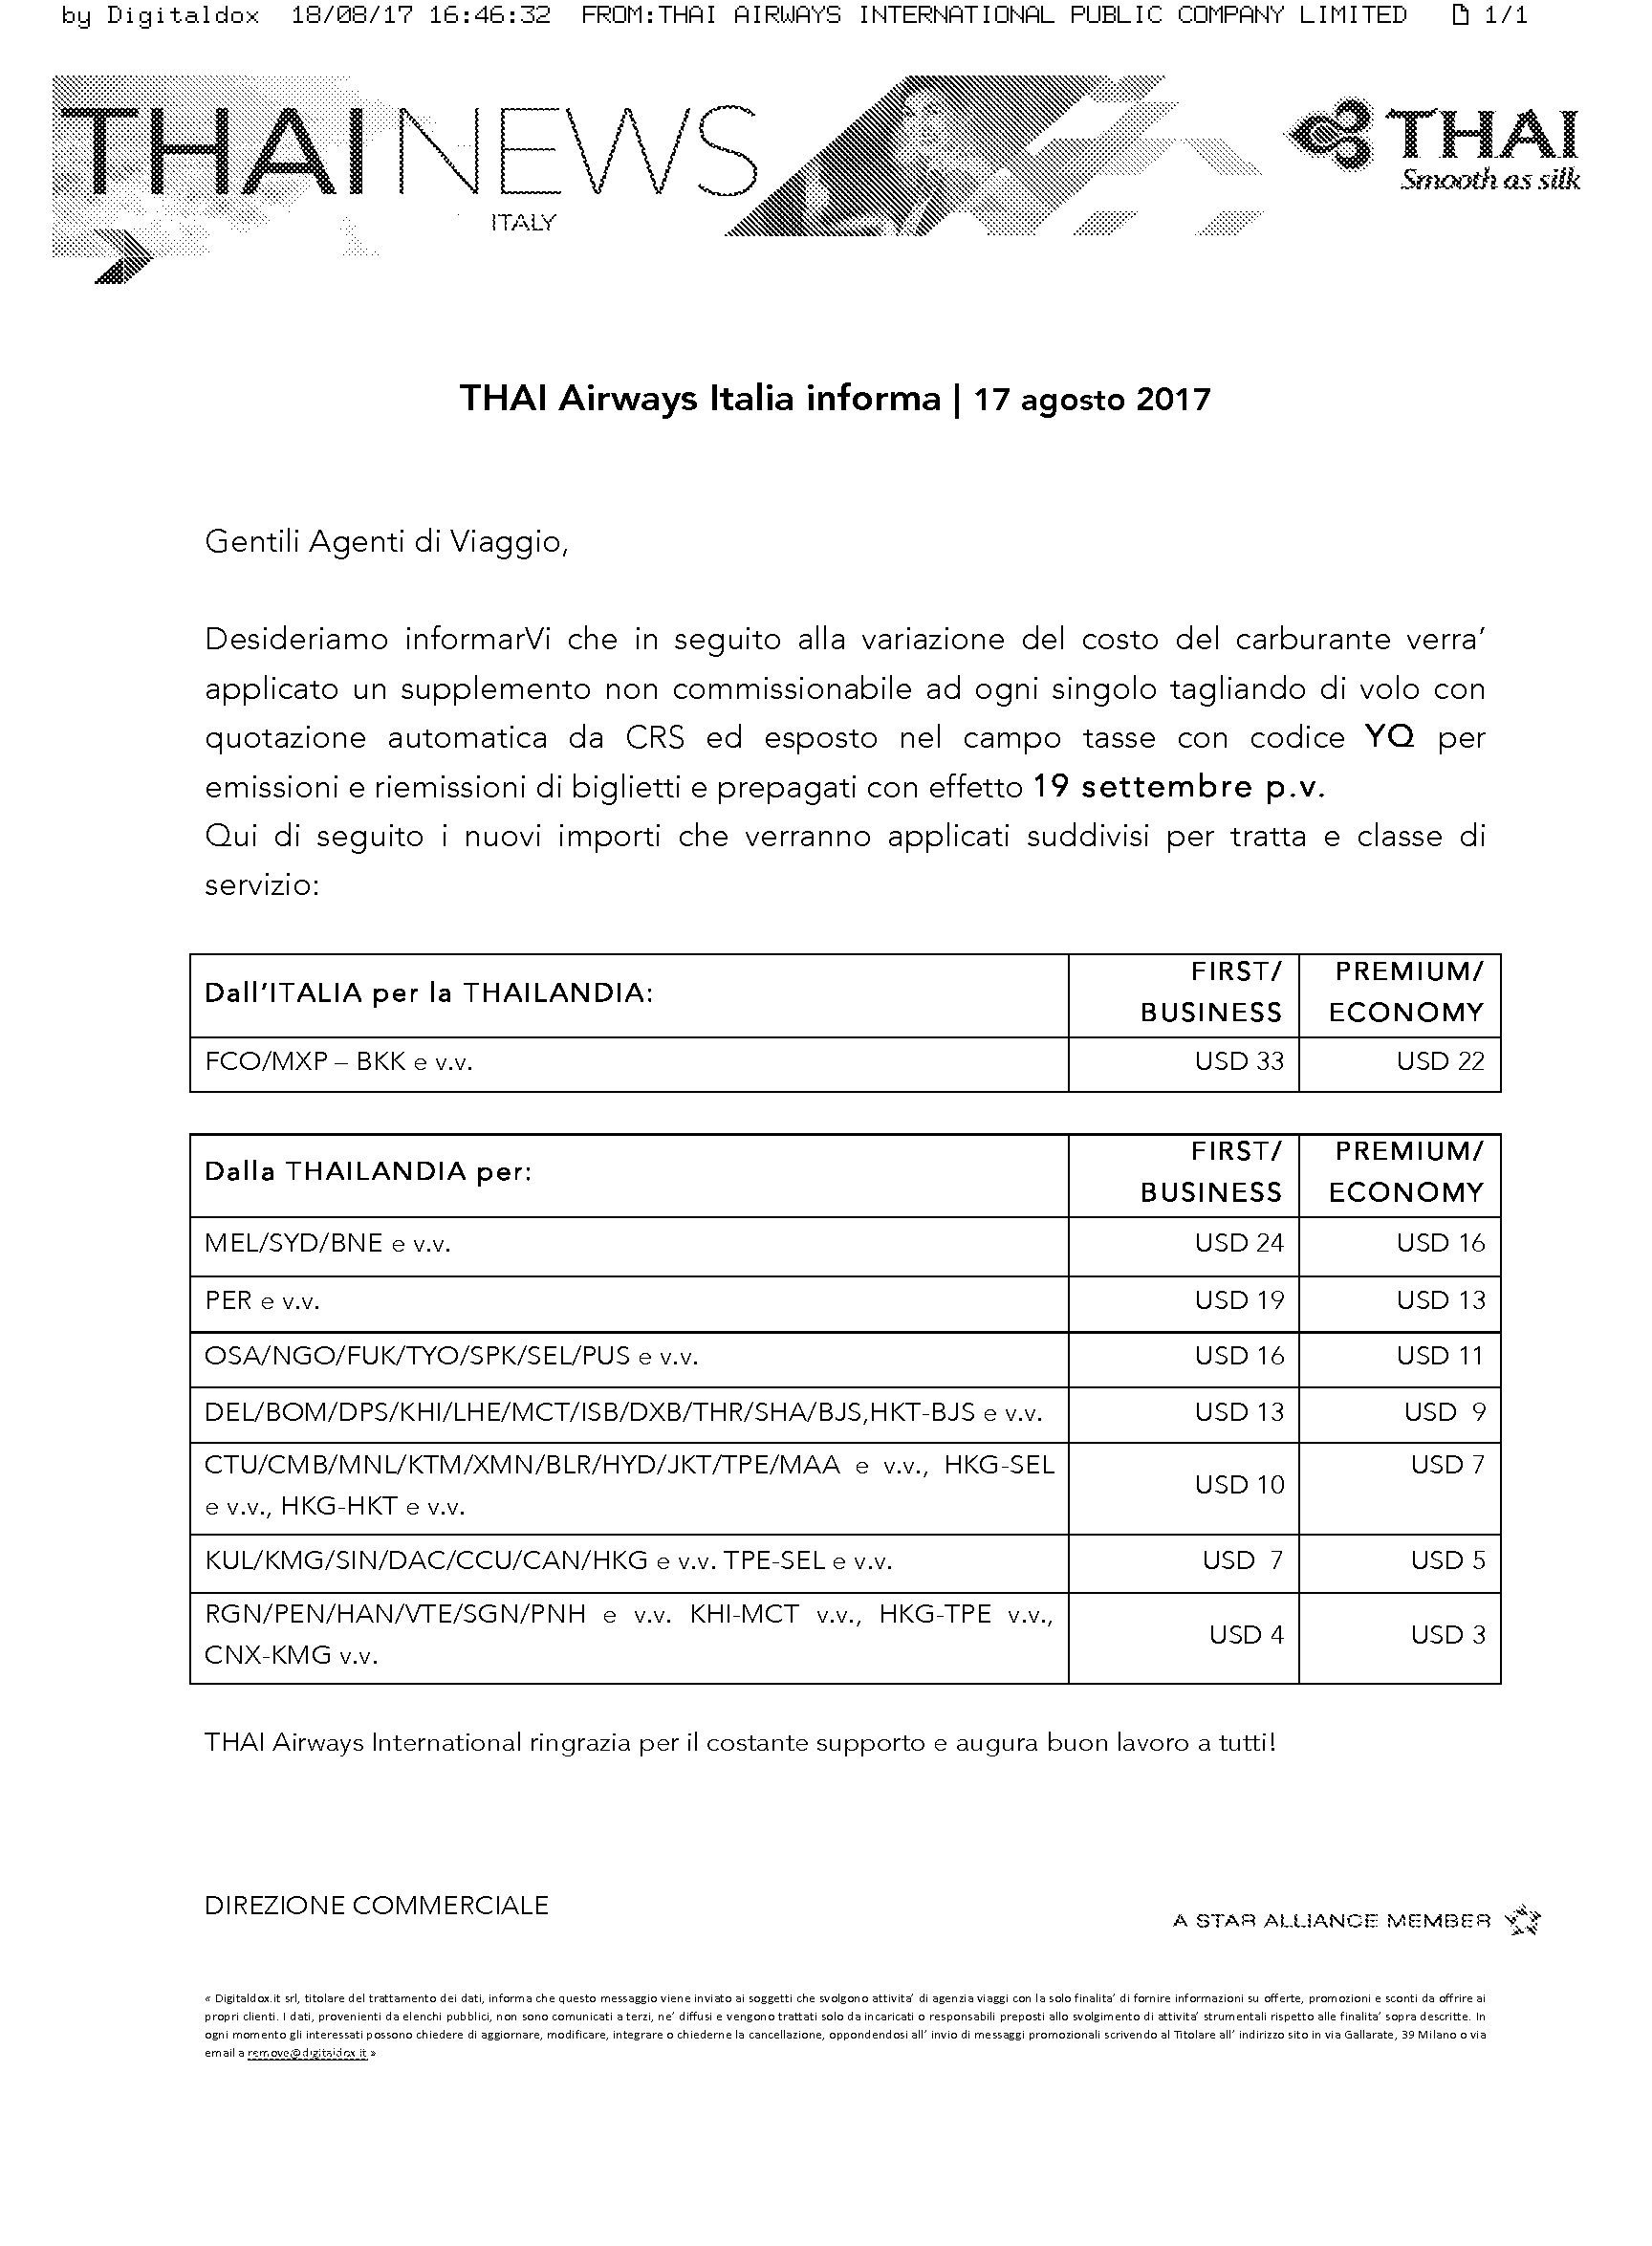 by Digitaldox 18/08/17 16:46:32 FROM:THAI AIRWAYS INTERNATIONAL PUBLIC COMPANY LIMITED 1/1
THAI NEWS
ITALY
THAI
Smooth as silk
THAI Airways Italia informa | 17 agosto 2017
Gentili Agenti di Viaggio,
Desideriamo informarVi che in seguito alla variazione del costo del carburante verra’
applicato un supplemento non commissionabile ad ogni singolo tagliando di volo con
quotazione automatica da CRS ed esposto nel campo tasse con codice YQ per
emissioni e riemissioni di biglietti e prepagati con effetto 19 settembre p.v.
Qui di seguito i nuovi importi che verranno applicati suddivisi per tratta e classe di
servizio:
Dall’ITALIA per la THAILANDIA: FIRST/ BUSINESS PREMIUM/ ECONOMY
FCO/MXP – BKK e v.v. USD 33 USD 22
Dalla THAILANDIA per: FIRST/ BUSINESS PREMIUM/ ECONOMY
MEL/SYD/BNE e v.v. USD 24 USD 16
PER e v.v. USD 19 USD 13
OSA/NGO/FUK/TYO/SPK/SEL/PUS e v.v. USD 16 USD 11
DEL/BOM/DPS/KHI/LHE/MCT/ISB/DXB/THR/SHA/BJS,HKT-BJS e v.v. USD 13 USD 9
CTU/CMB/MNL/KTM/XMN/BLR/HYD/JKT/TPE/MAA e v.v., HKG-SEL
e v.v., HKG-HKT e v.v. USD 10 USD 7
KUL/KMG/SIN/DAC/CCU/CAN/HKG e v.v. TPE-SEL e v.v. USD 7 USD 5
RGN/PEN/HAN/VTE/SGN/PNH e v.v. KHI-MCT v.v., HKG-TPE v.v.,
CNX-KMG v.v. USD 4 USD 3
THAI Airways International ringrazia per il costante supporto e augura buon lavoro a tutti!
DIREZIONE COMMERCIALE
A STAR ALLIANCE MEMBER
« Digitaldox.it srl, titolare del trattamento dei dati, informa che questo messaggio viene inviato ai soggetti che svolgono attivita’ di agenzia viaggi con la solo finalita’ di fornire informazioni su offerte, promozioni e sconti da offrire ai
propri clienti. I dati, provenienti da elenchi pubblici, non sono comunicati a terzi, ne’ diffusi e vengono trattati solo da incaricati o responsabili preposti allo svolgimento di attivita’ strumentali rispetto alle finalita’ sopra descritte. In
ogni momento gli interessati possono chiedere di aggiornare, modificare, integrare o chiederne la cancellazione, oppondendosi all’ invio di messaggi promozionali scrivendo al Titolare all’ indirizzo sito in via Gallarate, 39 Milano o via
email a remove@digitaldox.it »